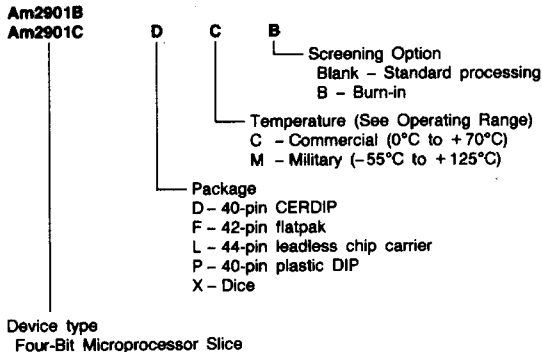 Am2901B
Am2901C D C B
Screening Option
Blank – Standard processing
B – Burn-in
Temperature (See Operating Range)
C – Commercial (0°C to +70°C)
M – Military (–55°C to +125°C)
Package
D – 40-pin CERDIP
F – 42-pin flatpak
L – 44-pin leadless chip carrier
P – 40-pin plastic DIP
X – Dice
Device type
Four-Bit Microprocessor Slice